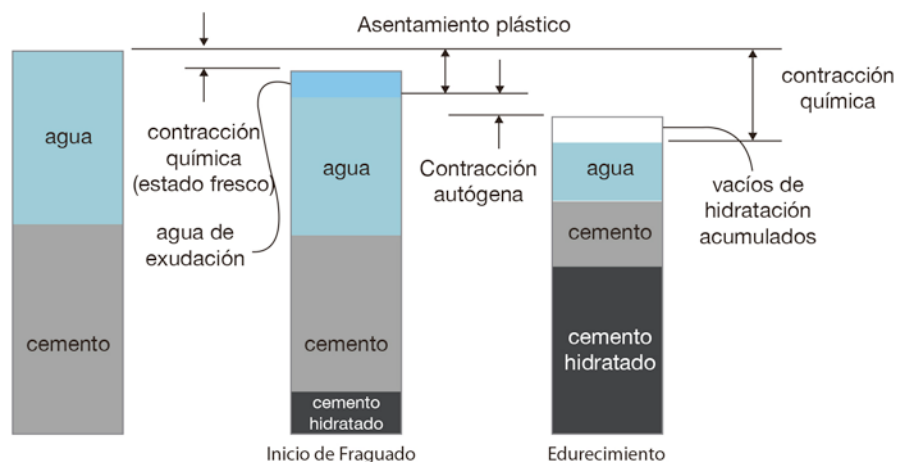 Asentamiento plástico
contracción
química
agua
contracción
química
(estado fresco)
agua
Contracción
autógena
agua
vacíos de
hidratación
acumulados
agua de
exudación
cemento
cemento
cemento
cemento
hidratado
cemento
hidratado
Inicio de Fraguado
Edurecimiento